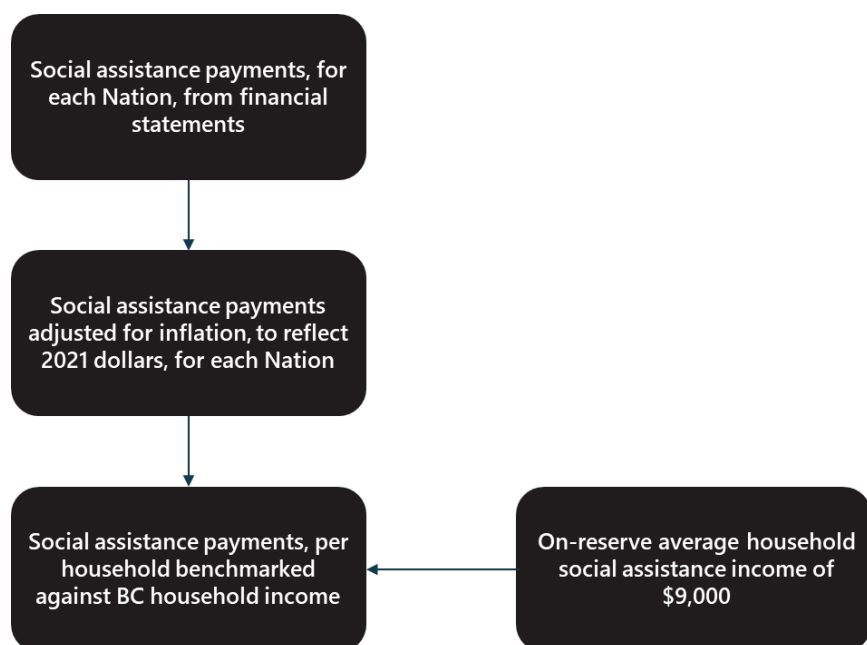 Social assistance payments, for
each Nation, from financial
statements
Social assistance payments
adjusted for inflation, to reflect
2021 dollars, for each Nation
Social assistance payments, per
household benchmarked
against BC household income
On-reserve average household
social assistance income of
$9,000